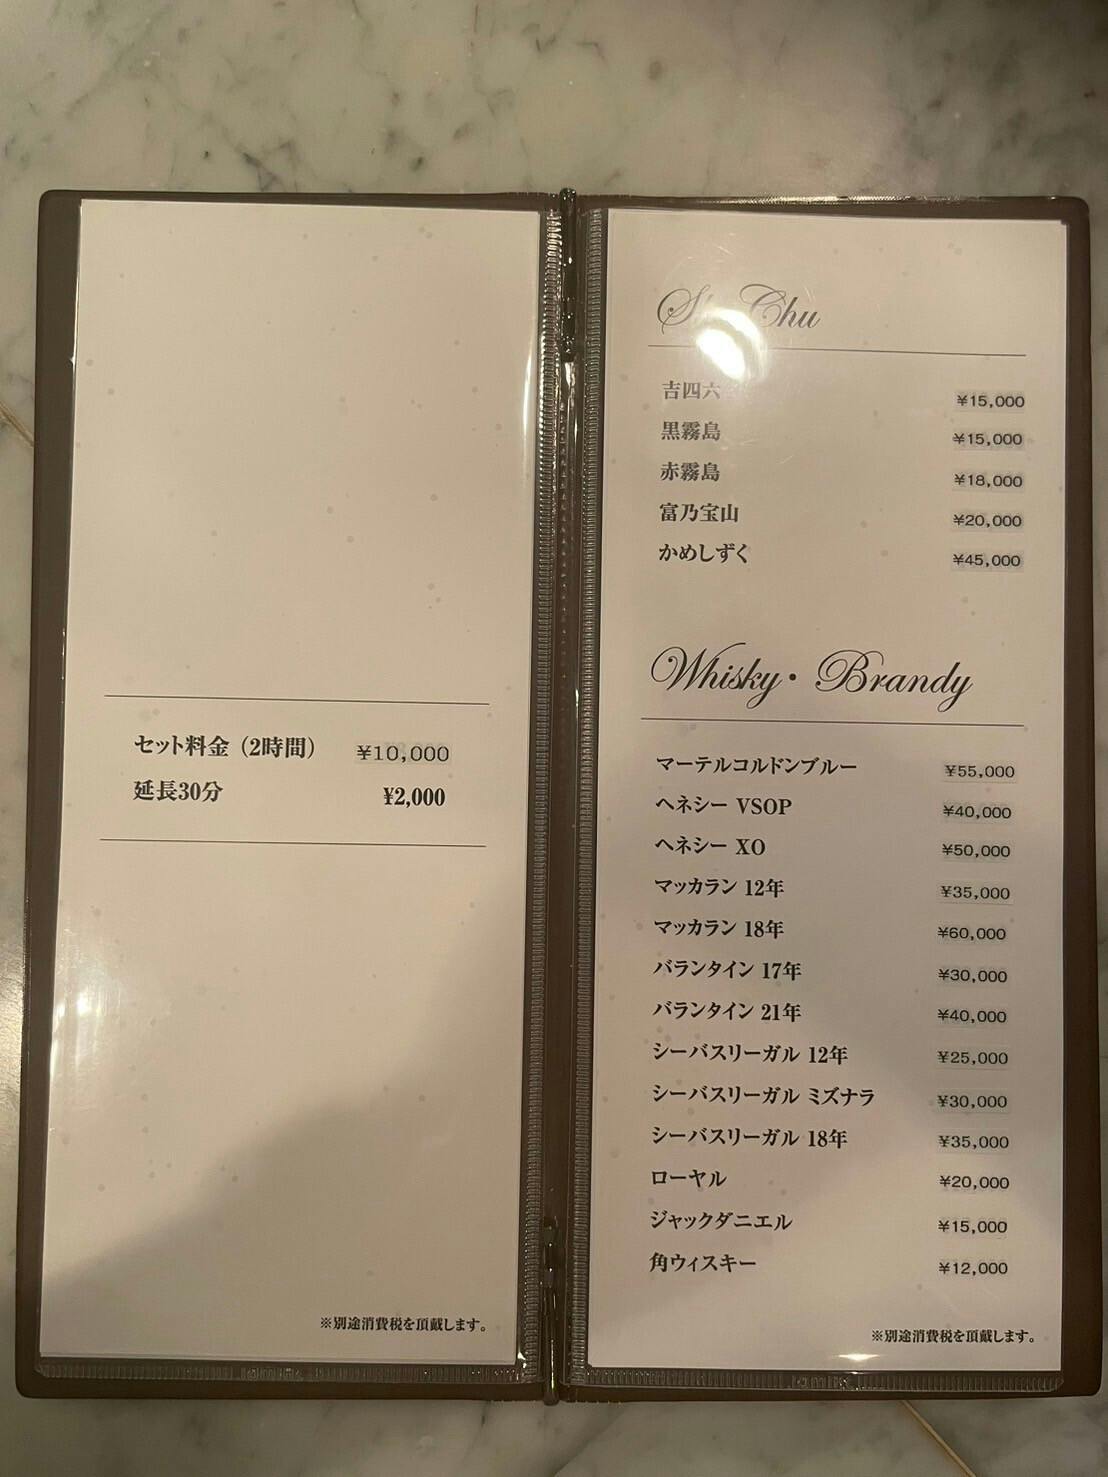 セット料金（2時間） ¥10,000
延長30分 ¥2,000
※別途消費税を頂戴します。
Chu
吉四六 ¥15,000
黒霧島 ¥15,000
赤霧島 ¥18,000
富乃宝山 ¥20,000
かめしずく ¥45,000
Whisky・Brandy
マーテルコルドンブルー ¥55,000
ヘネシー VSOP ¥40,000
ヘネシー XO ¥50,000
マッカラン 12年 ¥35,000
マッカラン 18年 ¥60,000
バランタイン 17年 ¥30,000
バランタイン 21年 ¥40,000
シーバスリーガル 12年 ¥25,000
シーバスリーガル ミズナラ ¥30,000
シーバスリーガル 18年 ¥35,000
ローヤル ¥20,000
ジャックダニエル ¥15,000
角ウィスキー ¥12,000
※別途消費税を頂戴します。